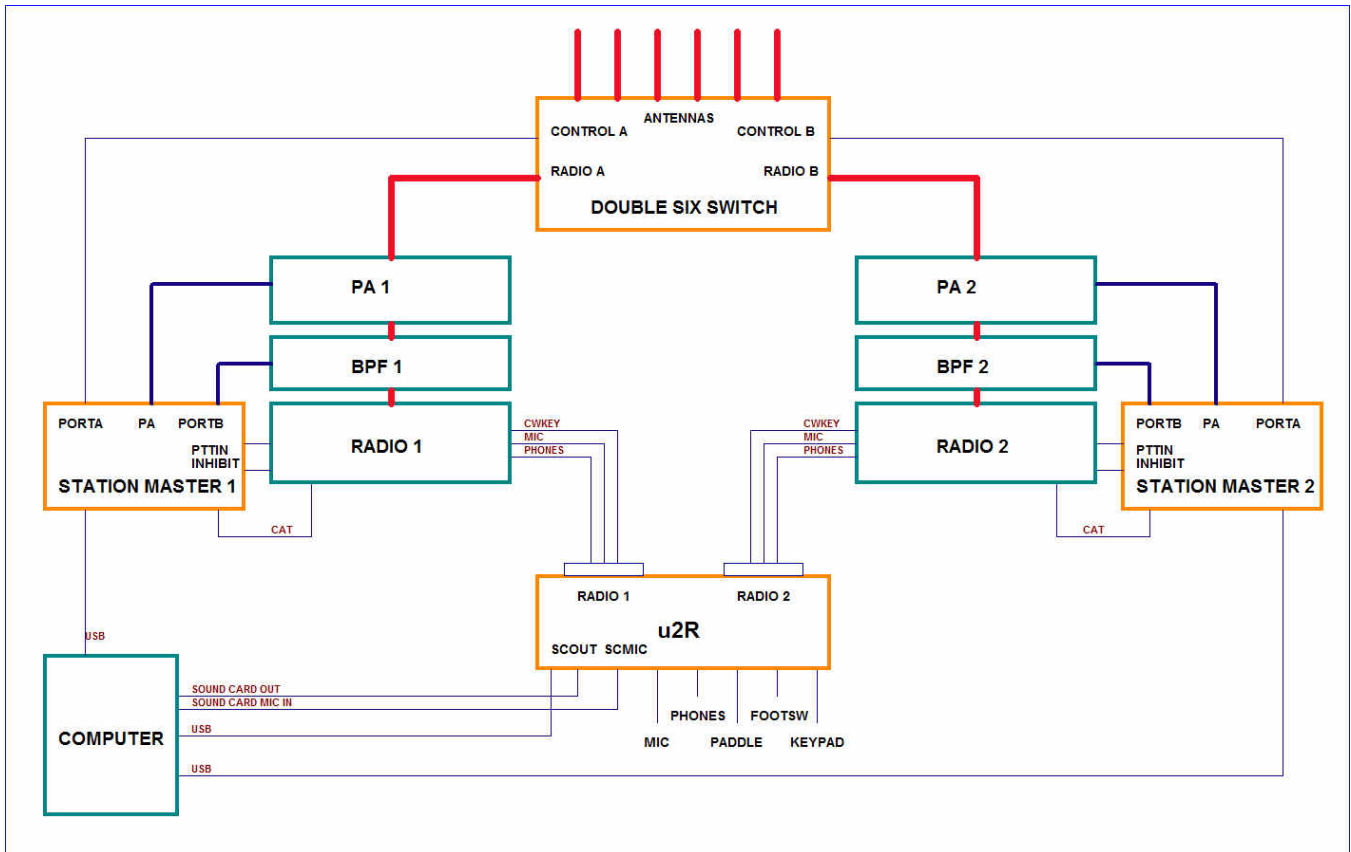 ANTENNAS
CONTROL A
CONTROL B
RADIO A
RADIO B
DOUBLE SIX SWITCH
PA 1
PA 2
BPF 1
BPF 2
PORTA
PA
PORTB
PTTIN
INHIBIT
STATION MASTER 1
RADIO 1
CWKEY
MIC
PHONES
CAT
CWKEY
MIC
PHONES
RADIO 2
PORTB
PA
PORTA
PTTIN
INHIBIT
STATION MASTER 2
CAT
RADIO 1
RADIO 2
u2R
SCOUT
SCMIC
USB
COMPUTER
SOUND CARD OUT
SOUND CARD MIC IN
USB
USB
PHONES
FOOTSW
MIC
PADDLE
KEYPAD